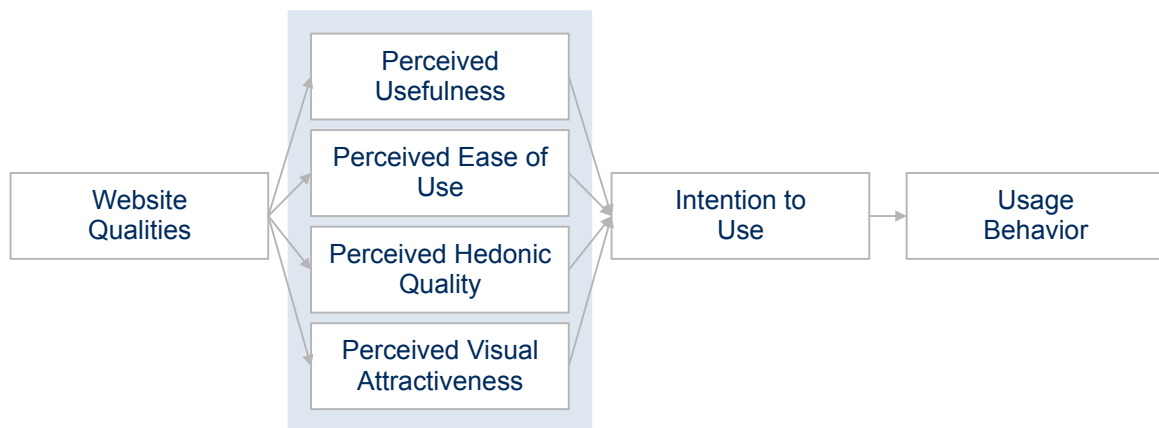 Perceived
Usefulness
Perceived Ease of
Use
Website
Qualities
Intention to
Use
Usage
Behavior
Perceived Hedonic
Quality
Perceived Visual
Attractiveness